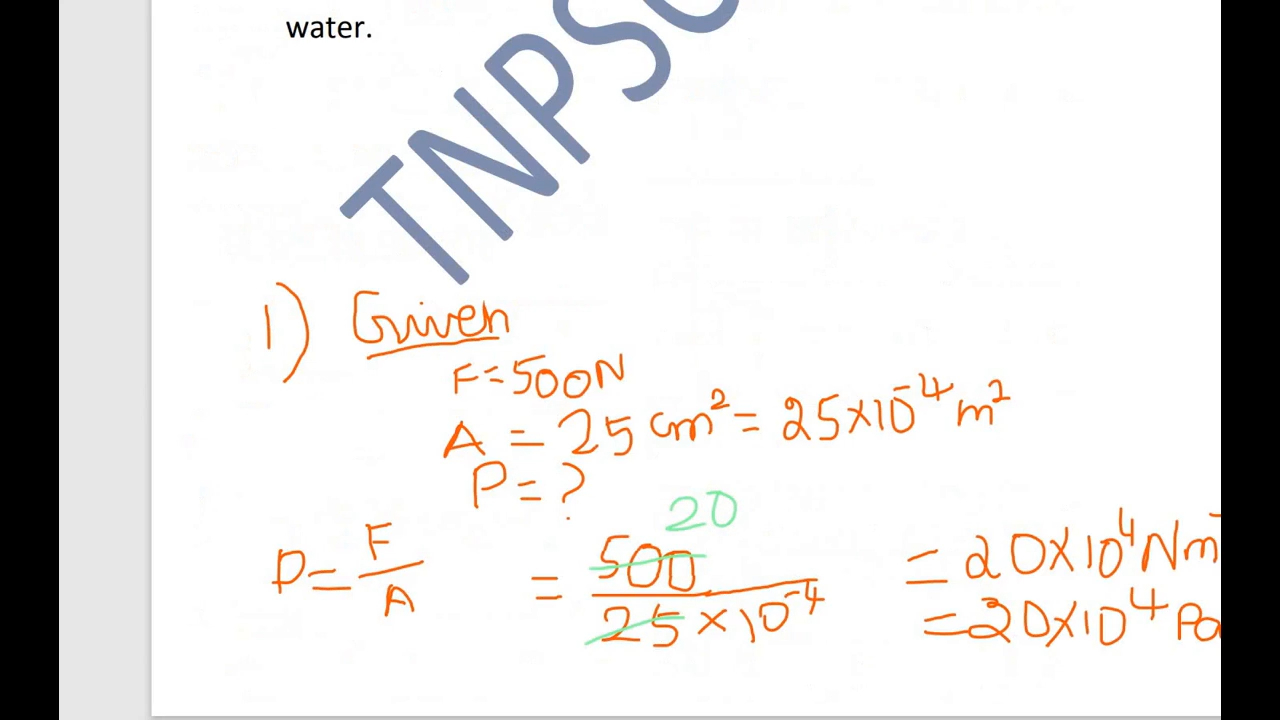 water.
TNPSC
1) Given
F=500N
A = 25 cm² = 25×10⁻⁴ m²
P = ?
20
P = F/A = 500/25×10⁻⁴ = 20×10⁴ Nm⁻
= 20×10⁴ Pa